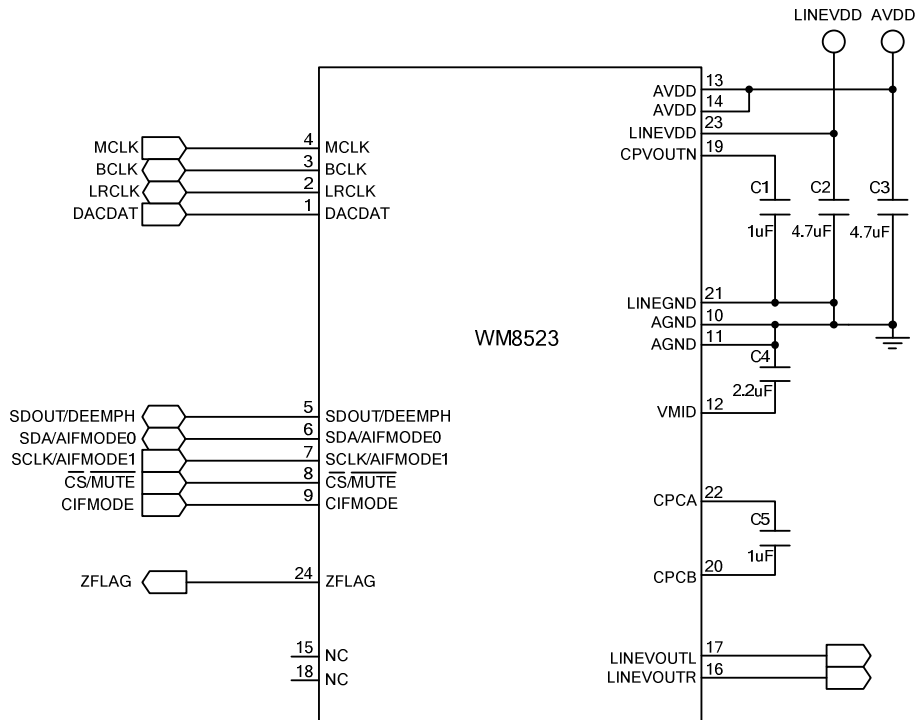 LINEVDD AVDD
AVDD 13
AVDD 14
LINEVDD 23
CPVOUTN 19
MCLK 4 MCLK
BCLK 3 BCLK
LRCLK 2 LRCLK
DACDAT 1 DACDAT
C1 C2 C3
1uF 4.7uF 4.7uF
LINEGND 21
AGND 10
AGND 11
WM8523
C4
2.2uF
VMID 12
SDOUT/DEEMPH 5 SDOUT/DEEMPH
SDA/AIFMODE0 6 SDA/AIFMODE0
SCLK/AIFMODE1 7 SCLK/AIFMODE1
C̅S̅/M̅U̅T̅E̅ 8 C̅S̅/M̅U̅T̅E̅
CIFMODE 9 CIFMODE
CPCA 22
C5
1uF
CPCB 20
ZFLAG 24 ZFLAG
15 NC
18 NC
LINEVOUTL 17
LINEVOUTR 16